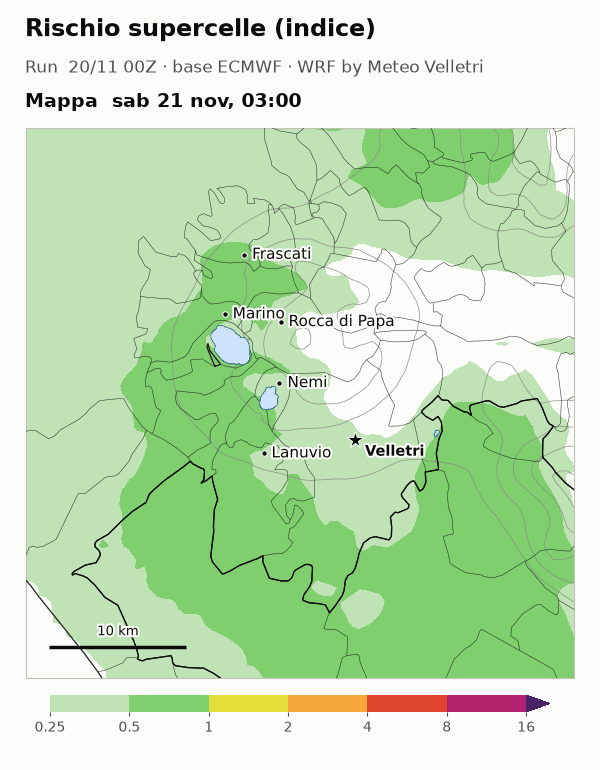 Rischio supercelle (indice)
Run  20/11 00Z · base ECMWF · WRF by Meteo Velletri
Mappa  sab 21 nov, 03:00
Frascati
Marino
Rocca di Papa
Nemi
Velletri
Lanuvio
10 km
0.25 0.5 1 2 4 8 16